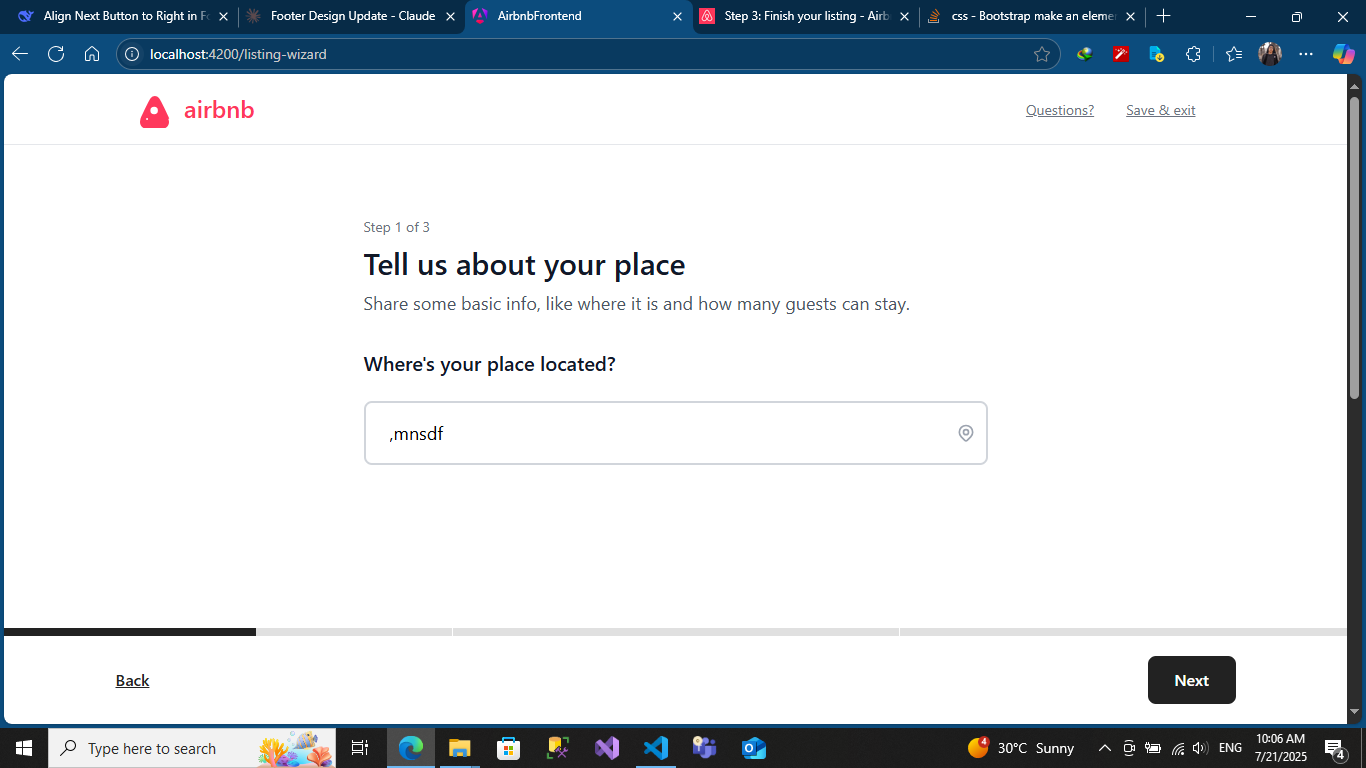 Align Next Button to Right in Fo
Footer Design Update - Claude
AirbnbFrontend
Step 3: Finish your listing - Airb
css - Bootstrap make an elemen
localhost:4200/listing-wizard
airbnb
Questions?
Save & exit
Step 1 of 3
Tell us about your place
Share some basic info, like where it is and how many guests can stay.
Where's your place located?
,mnsdf
Back
Next
Type here to search
4
30°C Sunny
ENG
10:06 AM
7/21/2025
4